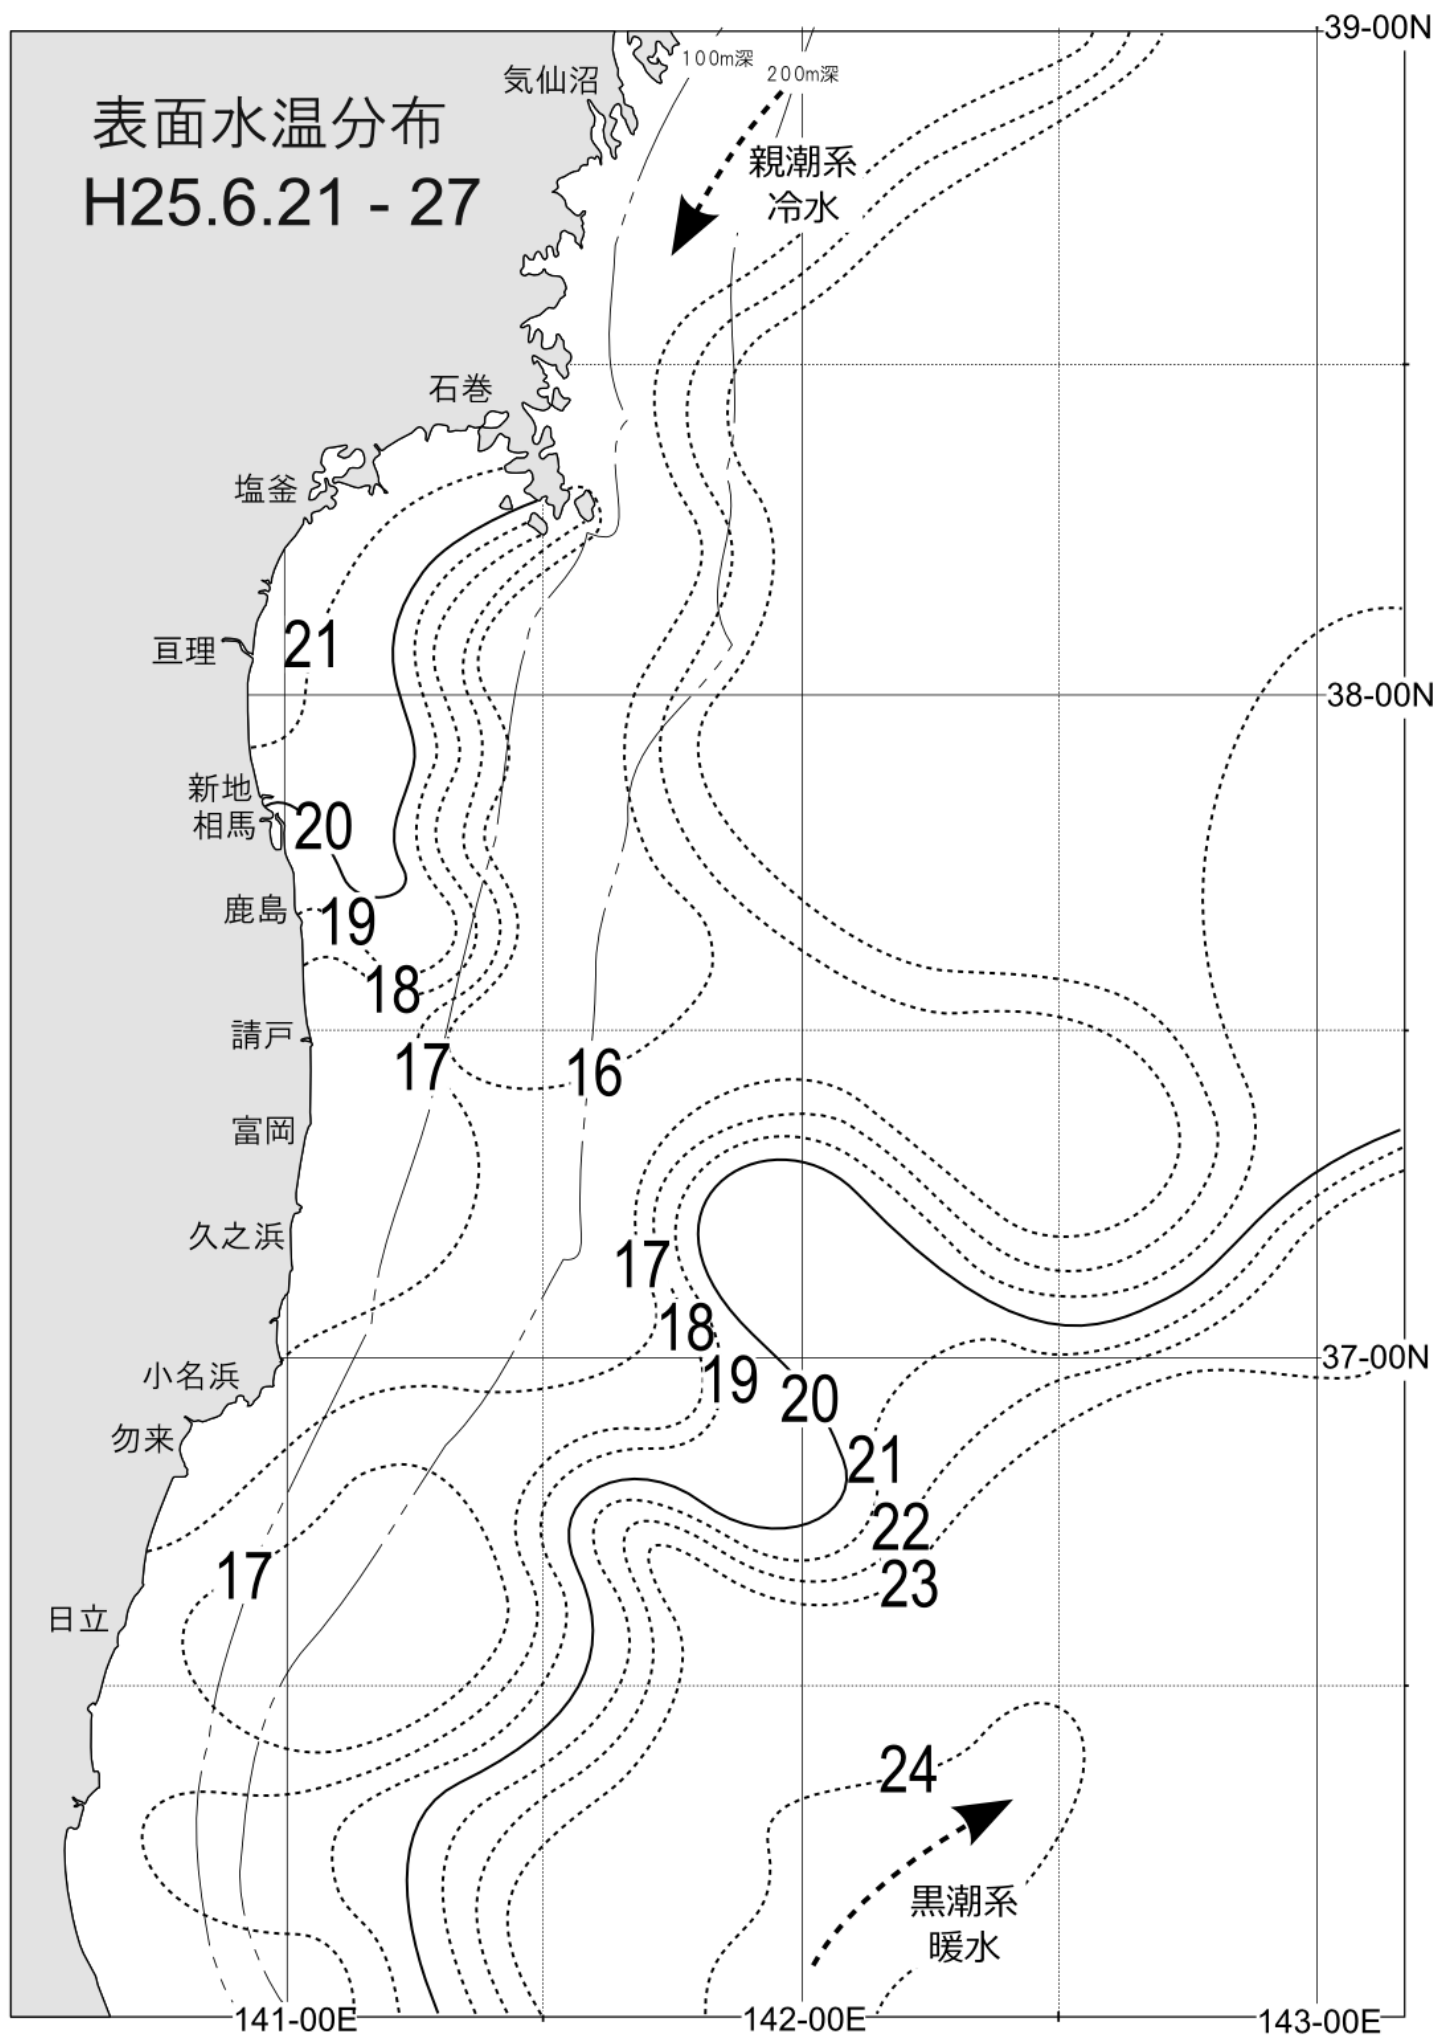 39-00N
100m深
200m深
気仙沼
表面水温分布
H25.6.21 - 27
親潮系
冷水
石巻
塩釜
亘理
21
38-00N
新地
相馬
20
鹿島
19
18
請戸
17
16
富岡
久之浜
17
18
37-00N
小名浜
19
20
勿来
21
22
17
23
日立
24
黒潮系
暖水
141-00E
142-00E
143-00E